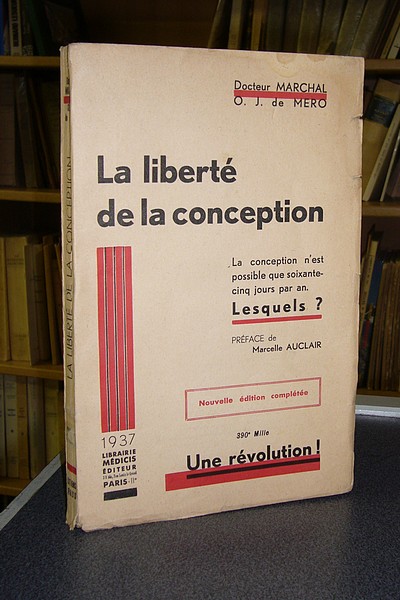 Docteur MARCHAL
O. J. de MERO
La liberté
de la conception
La conception n'est
possible que soixante-
cinq jours par an.
Lesquels ?
PRÉFACE de
Marcelle AUCLAIR
Nouvelle édition complétée
390e Mille
Une révolution !
1937
LIBRAIRIE
MÉDICIS
ÉDITEUR
PARIS-
LA LIBERTÉ DE LA CONCEPTION